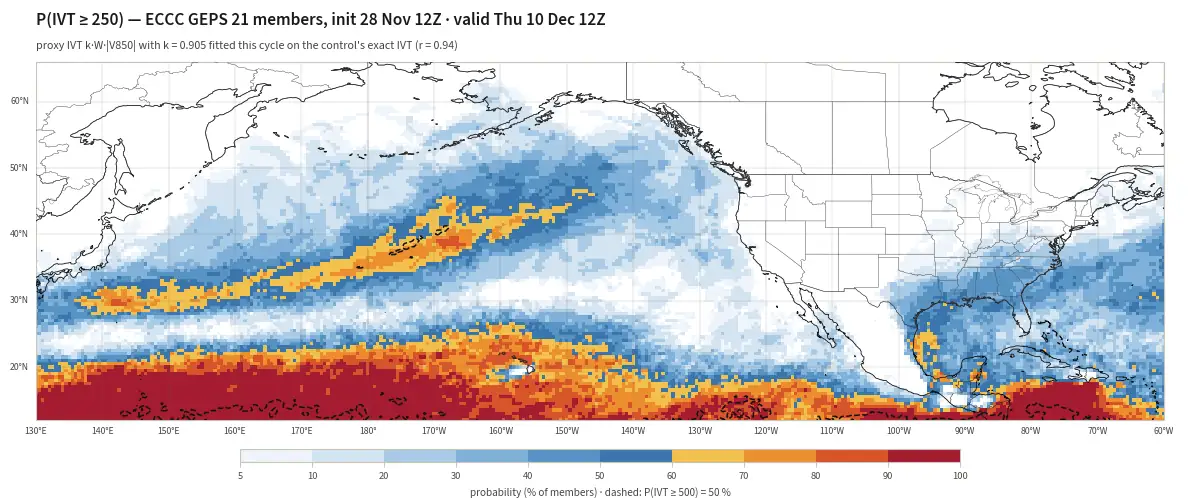 P(IVT ≥ 250) — ECCC GEPS 21 members, init 28 Nov 12Z · valid Thu 10 Dec 12Z
proxy IVT k·W·|V850| with k = 0.905 fitted this cycle on the control's exact IVT (r = 0.94)
60°N
50°N
40°N
30°N
20°N
130°E 140°E 150°E 160°E 170°E 180° 170°W 160°W 150°W 140°W 130°W 120°W 110°W 100°W 90°W 80°W 70°W 60°W
5 10 20 30 40 50 60 70 80 90 100
probability (% of members) · dashed: P(IVT ≥ 500) = 50 %